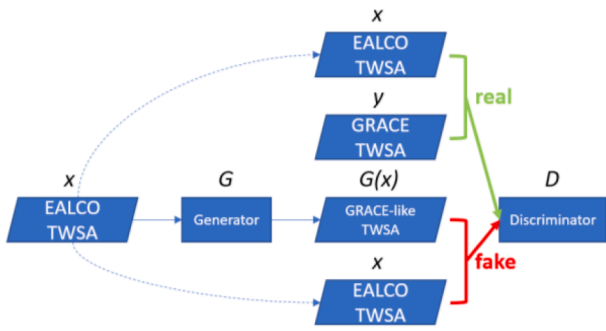 x
EALCO
TWSA
real
y
GRACE
TWSA
x
EALCO
TWSA
G
Generator
G(x)
GRACE-like
TWSA
D
Discriminator
fake
x
EALCO
TWSA